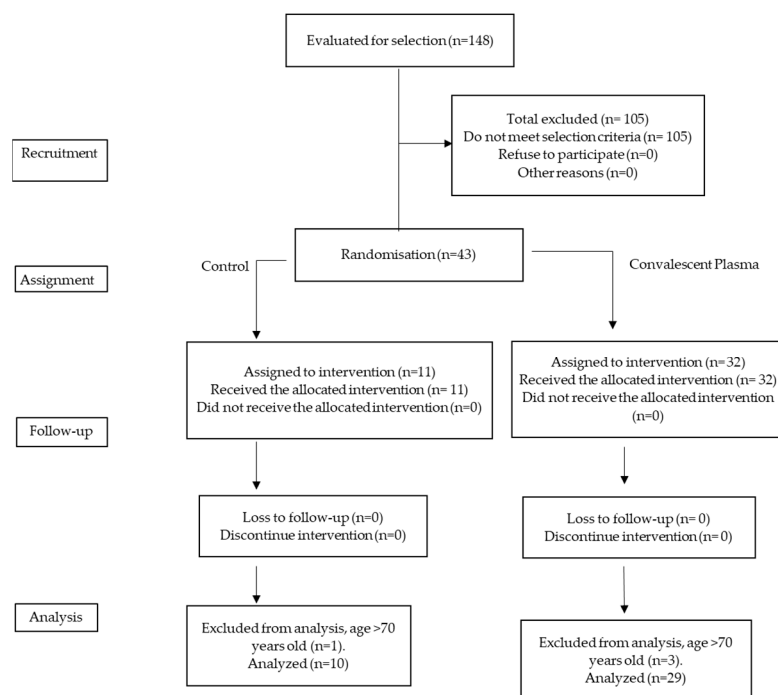 Evaluated for selection (n=148)
Total excluded (n= 105)
Do not meet selection criteria (n= 105)
Refuse to participate (n=0)
Other reasons (n=0)
Recruitment
Randomisation (n=43)
Control
Convalescent Plasma
Assignment
Assigned to intervention (n=11)
Received the allocated intervention (n= 11)
Did not receive the allocated intervention (n=0)
Assigned to intervention (n=32)
Received the allocated intervention (n= 32)
Did not receive the allocated intervention
(n=0)
Follow-up
Loss to follow-up (n=0)
Discontinue intervention (n=0)
Loss to follow-up (n= 0)
Discontinue intervention (n= 0)
Analysis
Excluded from analysis, age >70
years old (n=1).
Analyzed (n=10)
Excluded from analysis, age >70
years old (n=3).
Analyzed (n=29)